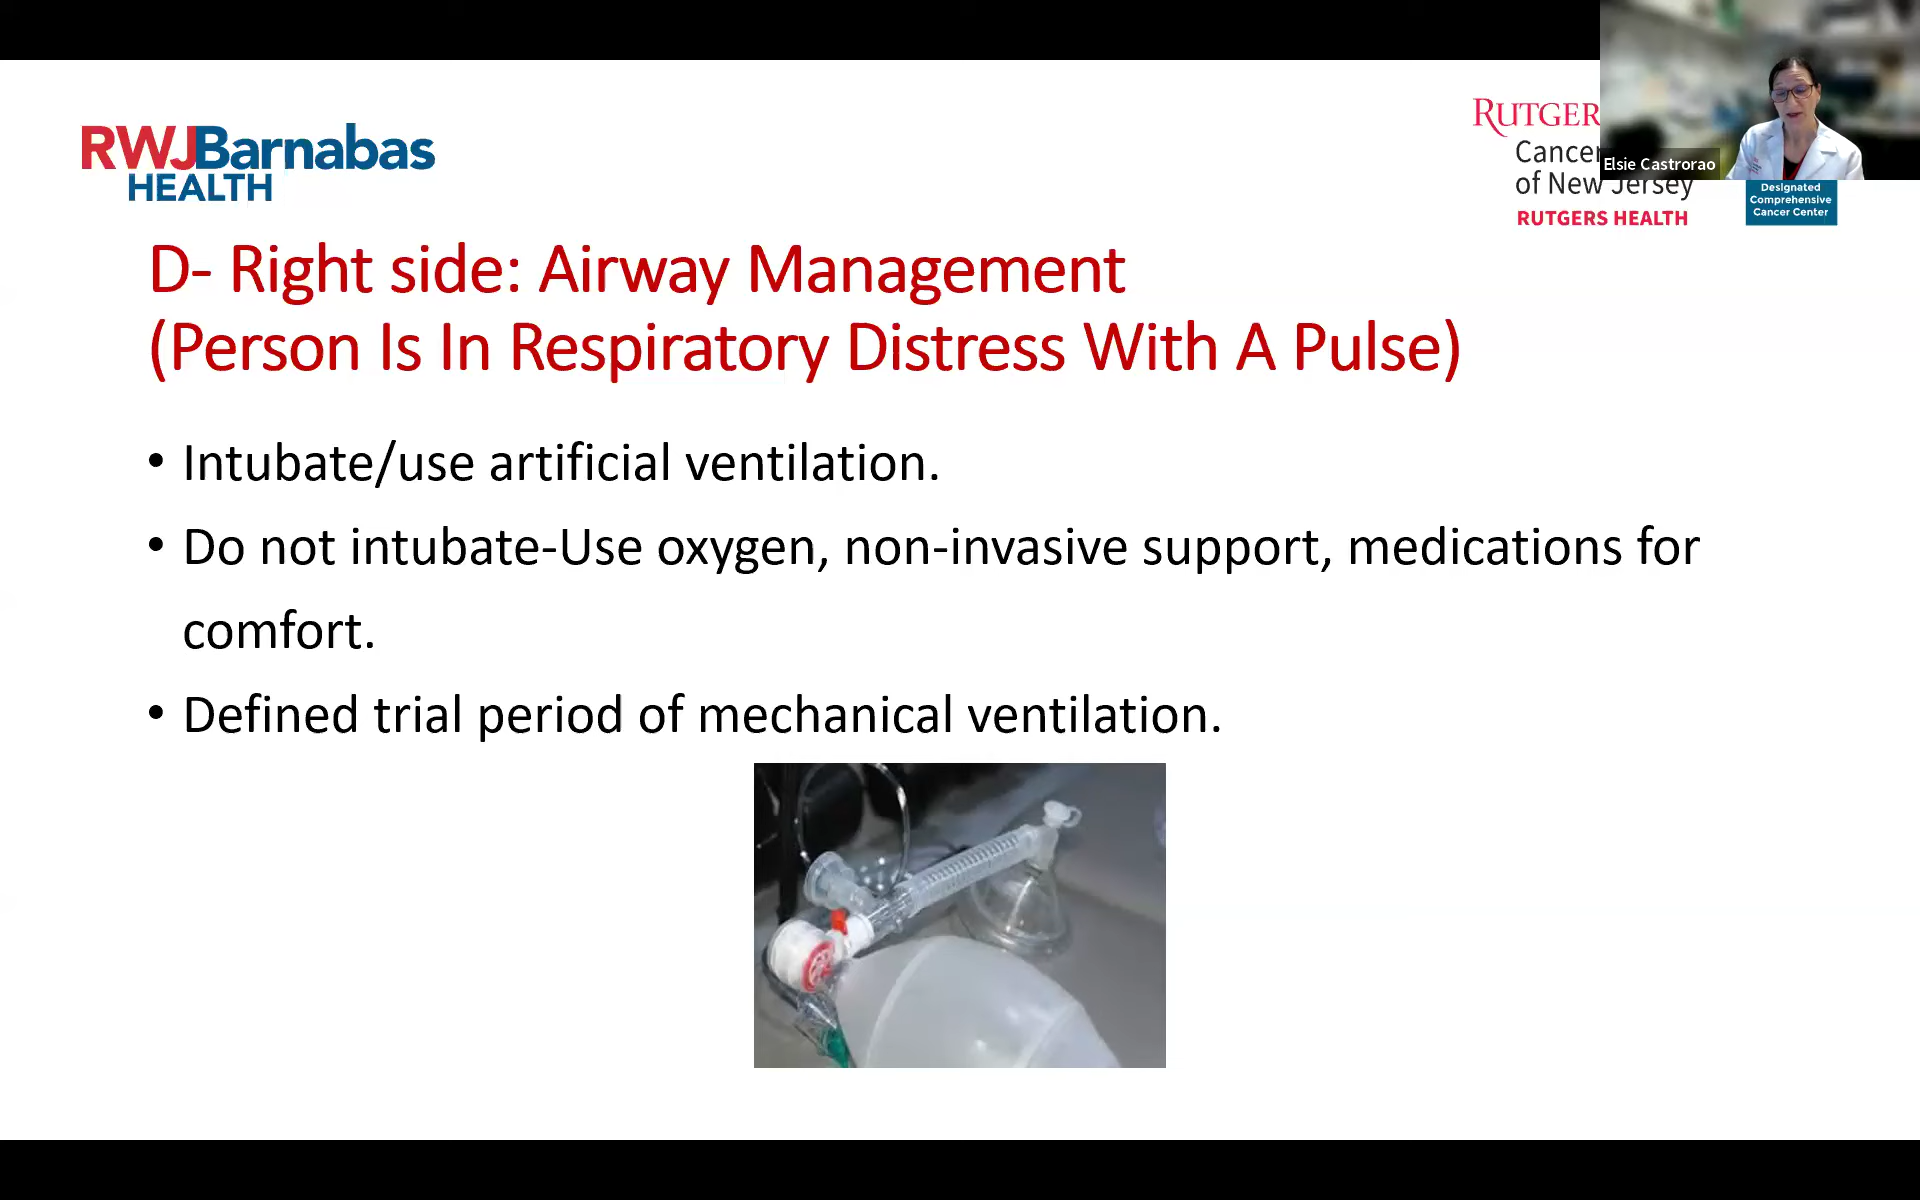 RWJBarnabas
HEALTH
RUTGER
Cancer
of New Jersey
RUTGERS HEALTH
Elsie Castrorao
Designated
Comprehensive
Cancer Center
D- Right side: Airway Management
(Person Is In Respiratory Distress With A Pulse)
• Intubate/use artificial ventilation.
• Do not intubate-Use oxygen, non-invasive support, medications for
comfort.
• Defined trial period of mechanical ventilation.